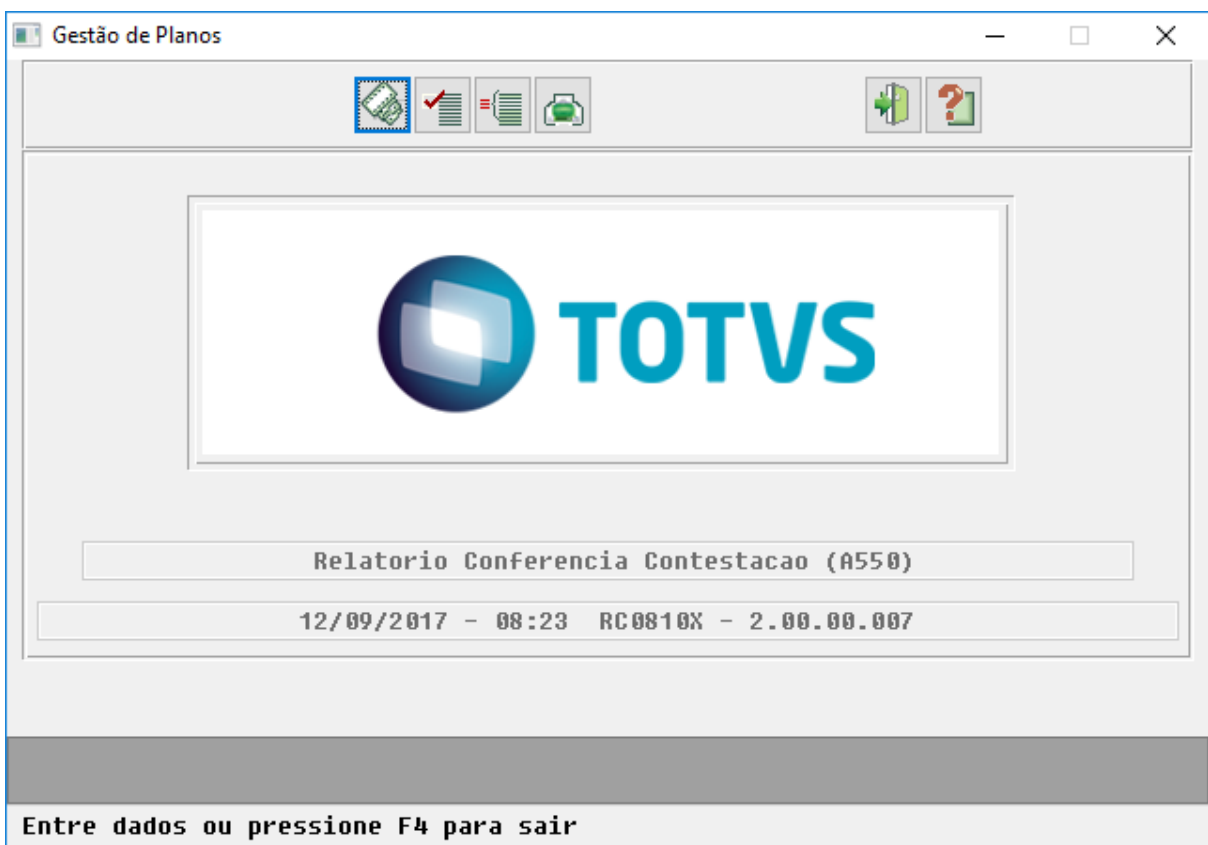 Gestão de Planos
TOTVS
Relatorio Conferencia Contestacao (A550)
12/09/2017 - 08:23 RC0810X - 2.00.00.007
Entre dados ou pressione F4 para sair